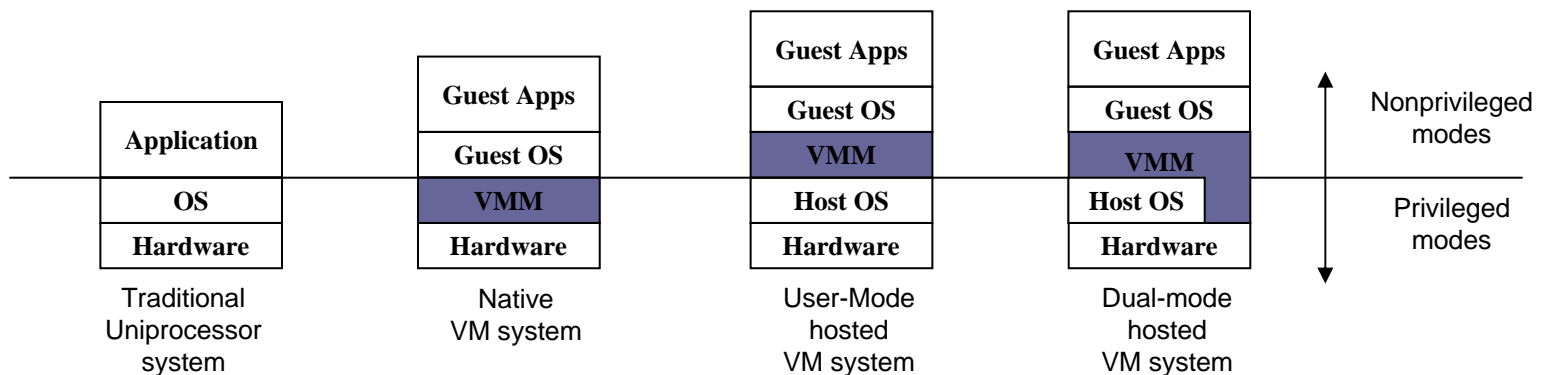 Application
OS
Hardware
Traditional
Uniprocessor
system
Guest Apps
Guest OS
VMM
Hardware
Native
VM system
Guest Apps
Guest OS
VMM
Host OS
Hardware
User-Mode
hosted
VM system
Guest Apps
Guest OS
VMM
Host OS
Hardware
Dual-mode
hosted
VM system
Nonprivileged
modes
Privileged
modes